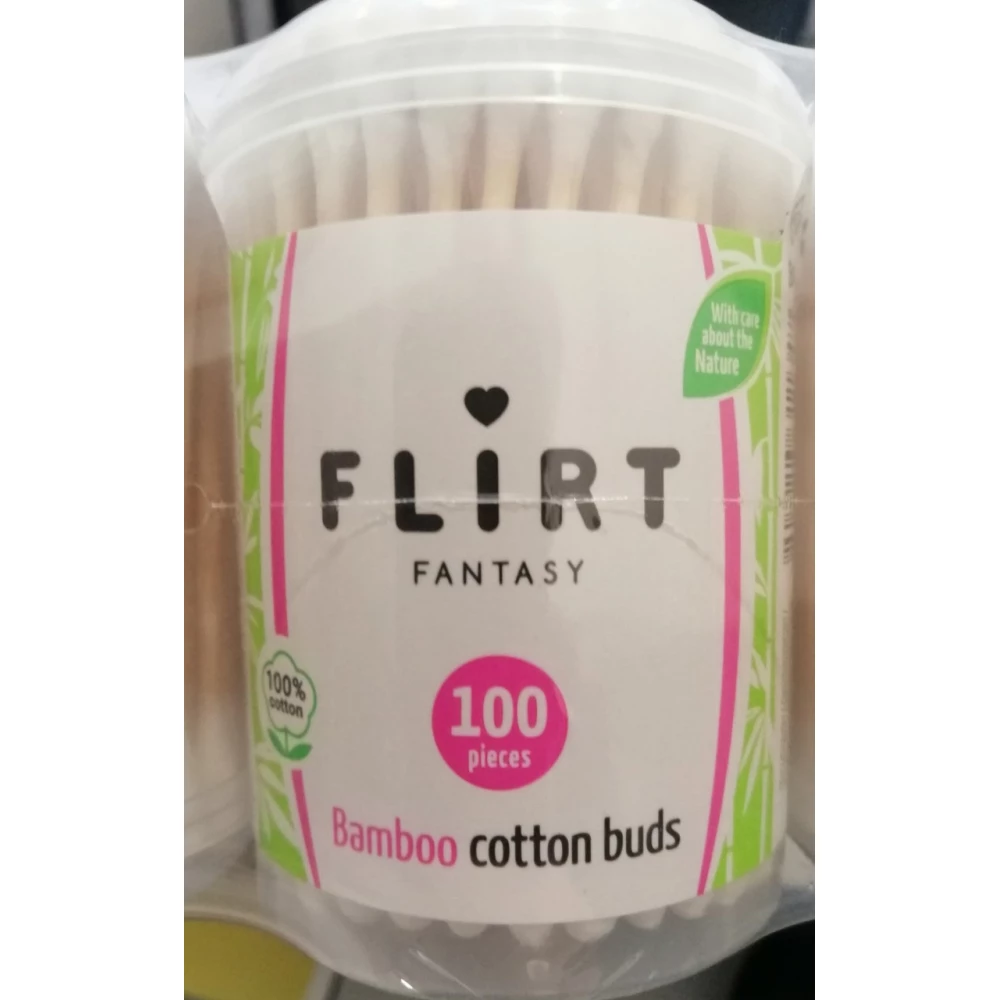 With care
about the
Nature
FLiRT
FANTASY
100%
cotton
100
pieces
Bamboo cotton buds